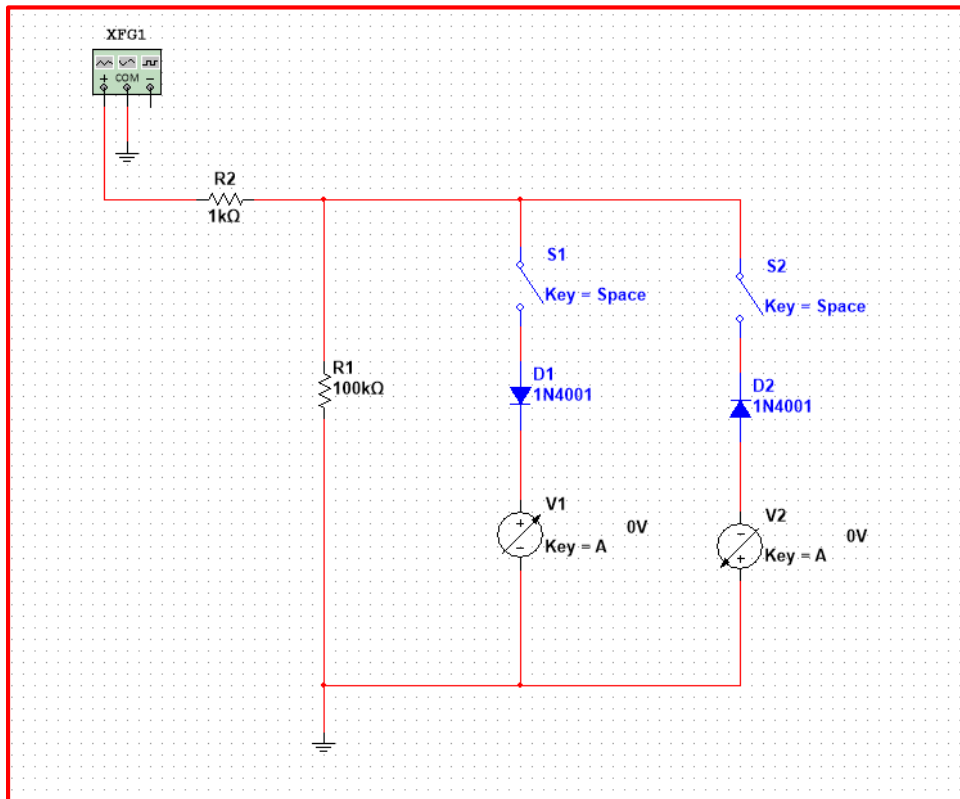 XFG1
+ COM −
R2
1kΩ
S1
Key = Space
S2
Key = Space
R1
100kΩ
D1
1N4001
D2
1N4001
V1
0V
+
−
Key = A
V2
0V
−
+
Key = A